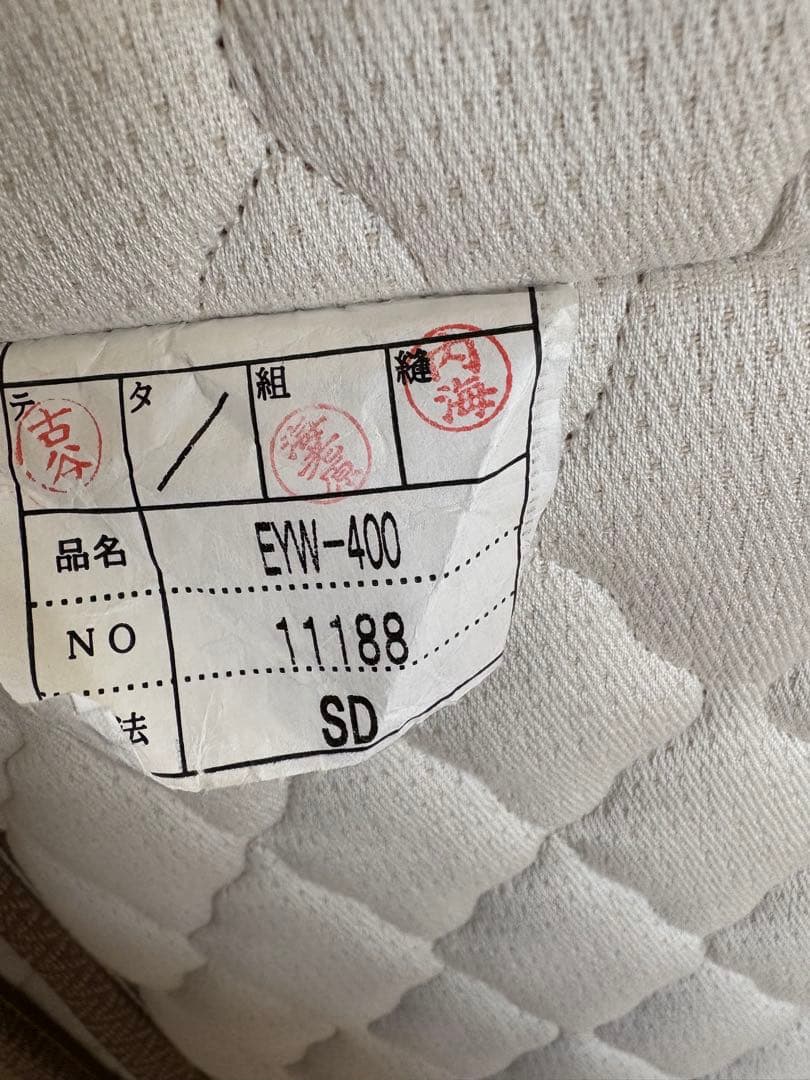 テ タ 組 縫
古谷 内海
品名 EYW-400
NO 11188
法 SD